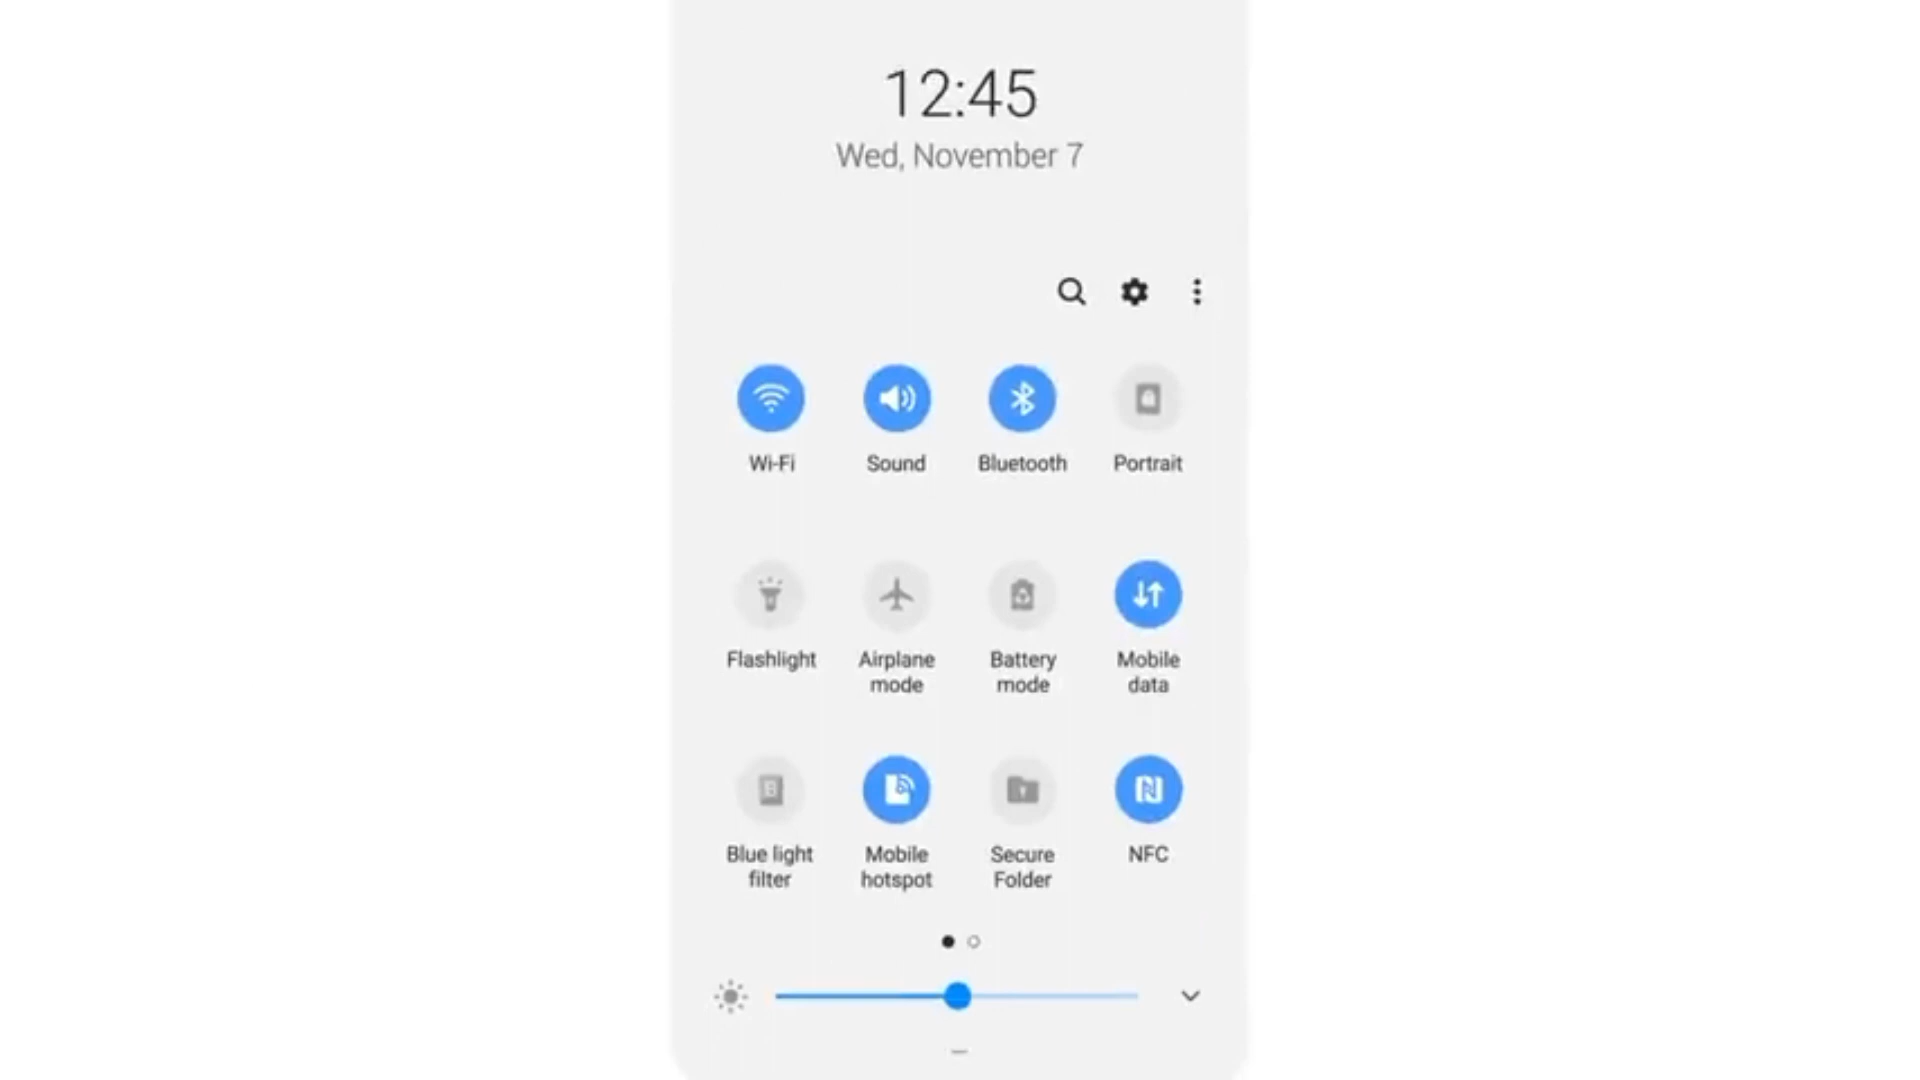 12:45
Wed, November 7
Wi-Fi
Sound
Bluetooth
Portrait
Flashlight
Airplane
mode
Battery
mode
Mobile
data
Blue light
filter
Mobile
hotspot
Secure
Folder
NFC